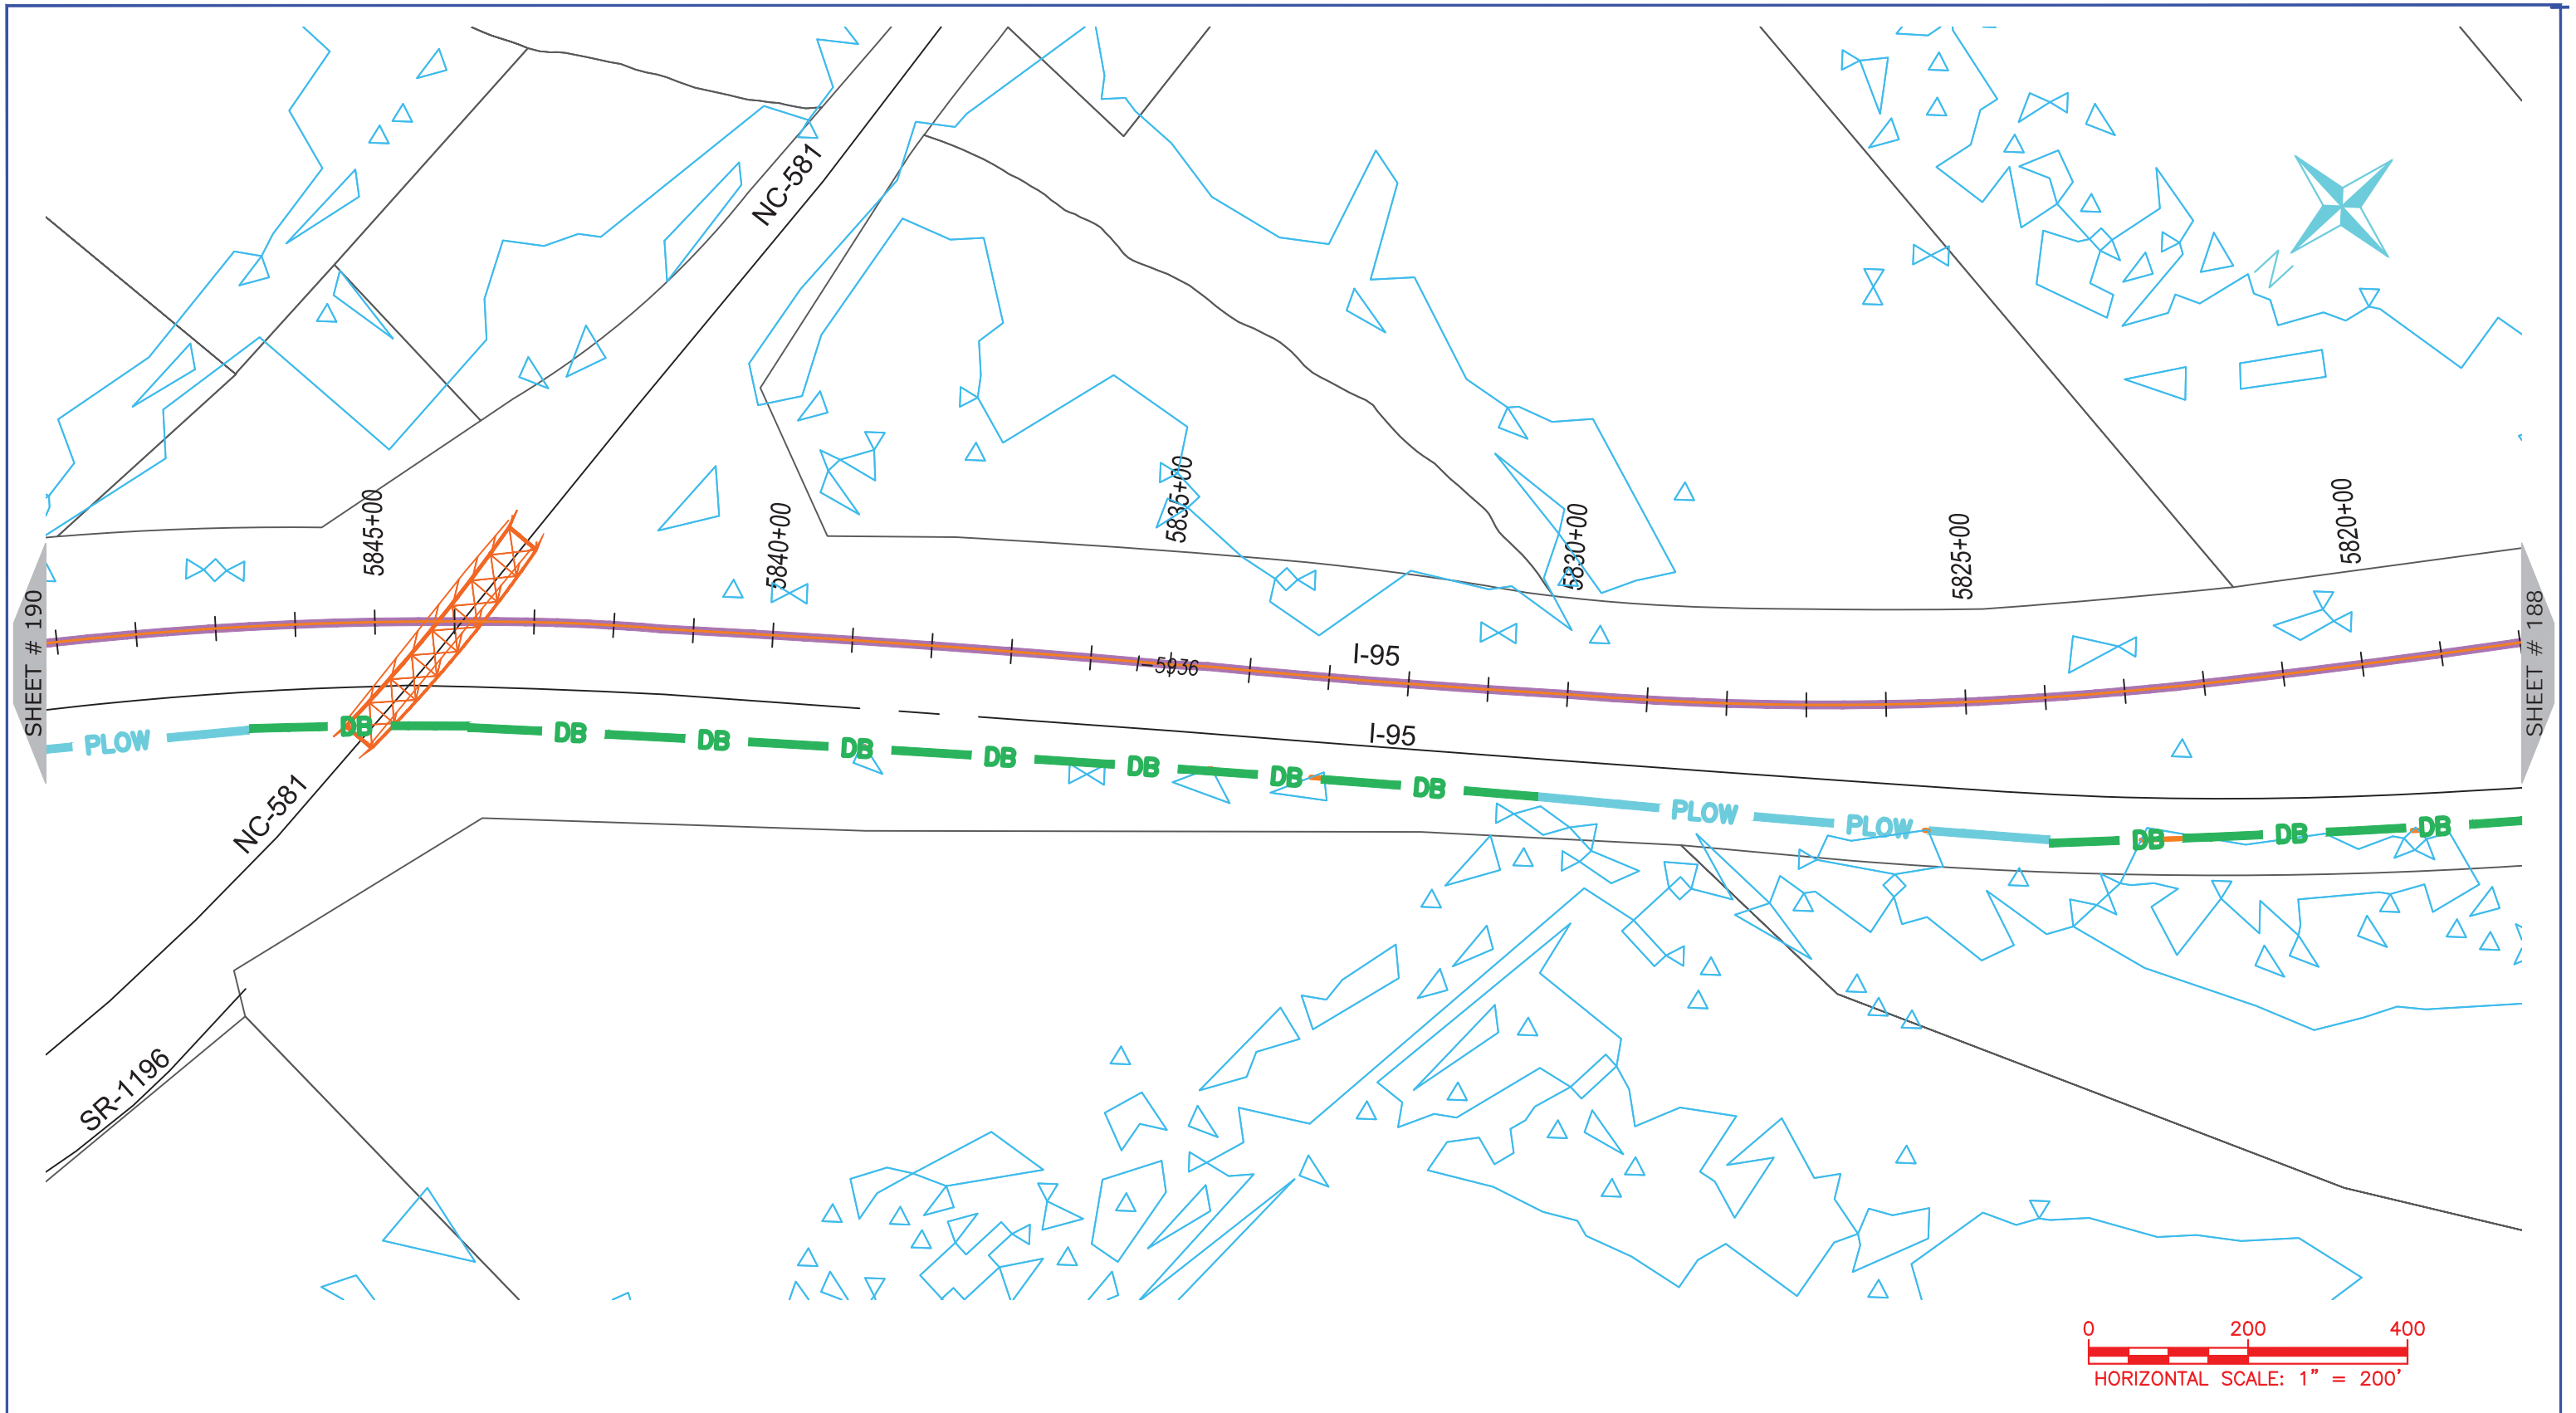 NC-581
5845+00
5840+00
5835+00
5830+00
5825+00
5820+00
SHEET # 190
SHEET # 188
I-95
I-95
PLOW
DB
DB
DB
DB
DB
DB
DB
DB
PLOW
PLOW
DB
DB
DB
NC-581
SR-1196
0 200 400
HORIZONTAL SCALE: 1" = 200'